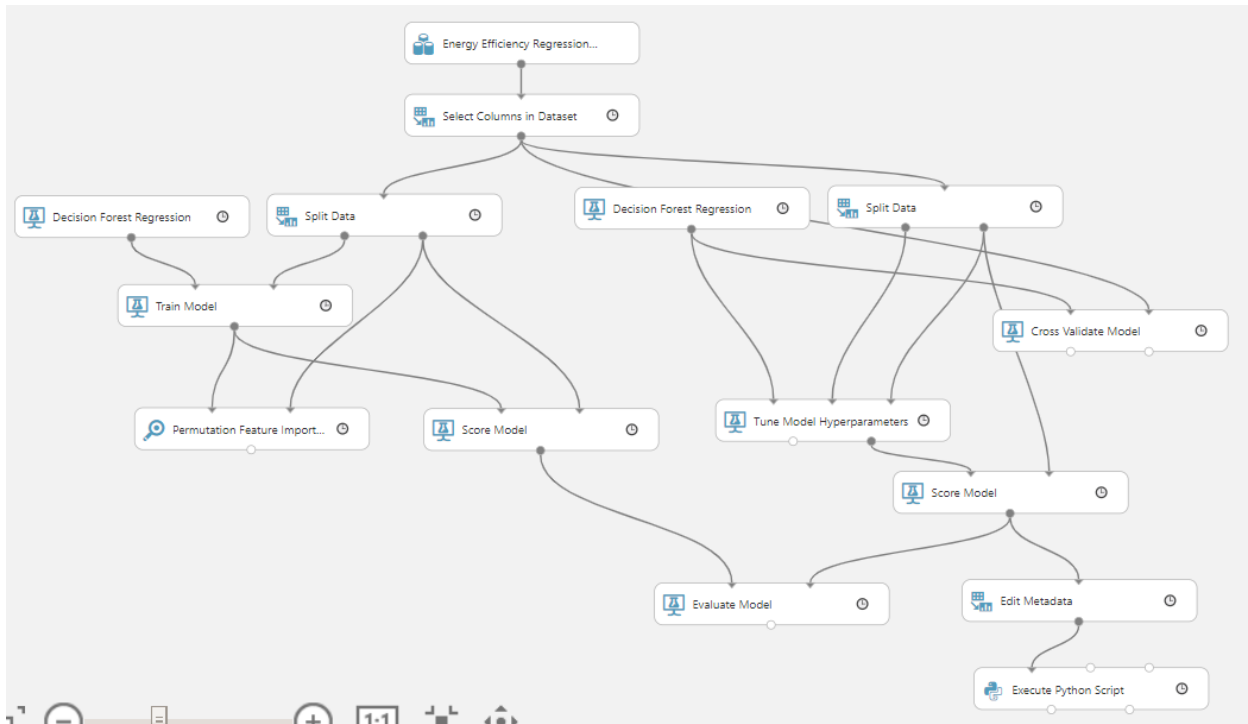 Energy Efficiency Regression...
Select Columns in Dataset
Decision Forest Regression
Split Data
Decision Forest Regression
Split Data
Train Model
Cross Validate Model
Permutation Feature Import...
Score Model
Tune Model Hyperparameters
Score Model
Evaluate Model
Edit Metadata
Execute Python Script
1:1